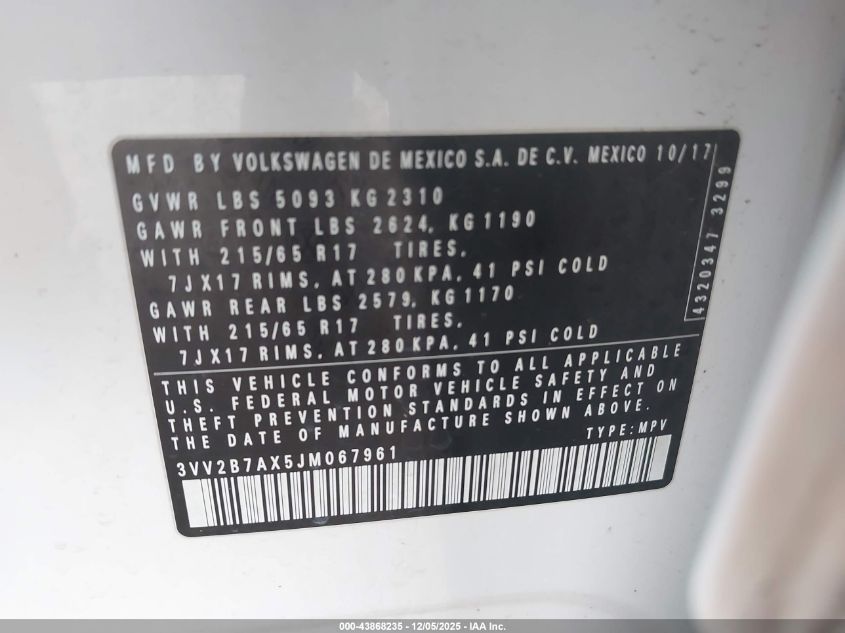 MFD BY VOLKSWAGEN DE MEXICO S.A. DE C.V. MEXICO 10/17
GVWR LBS 5093 KG 2310
GAWR FRONT LBS 2624, KG 1190
WITH 215/65 R17 TIRES,
7JX17 RIMS, AT 280 KPA, 41 PSI COLD
GAWR REAR LBS 2579, KG 1170
WITH 215/65 R17 TIRES,
7JX17 RIMS, AT 280 KPA, 41 PSI COLD
4320347 3299
THIS VEHICLE CONFORMS TO ALL APPLICABLE
U.S. FEDERAL MOTOR VEHICLE SAFETY AND
THEFT PREVENTION STANDARDS IN EFFECT ON
THE DATE OF MANUFACTURE SHOWN ABOVE.
TYPE: MPV
3VV2B7AX5JM067961
000-43868235 - 12/05/2025 - IAA Inc.